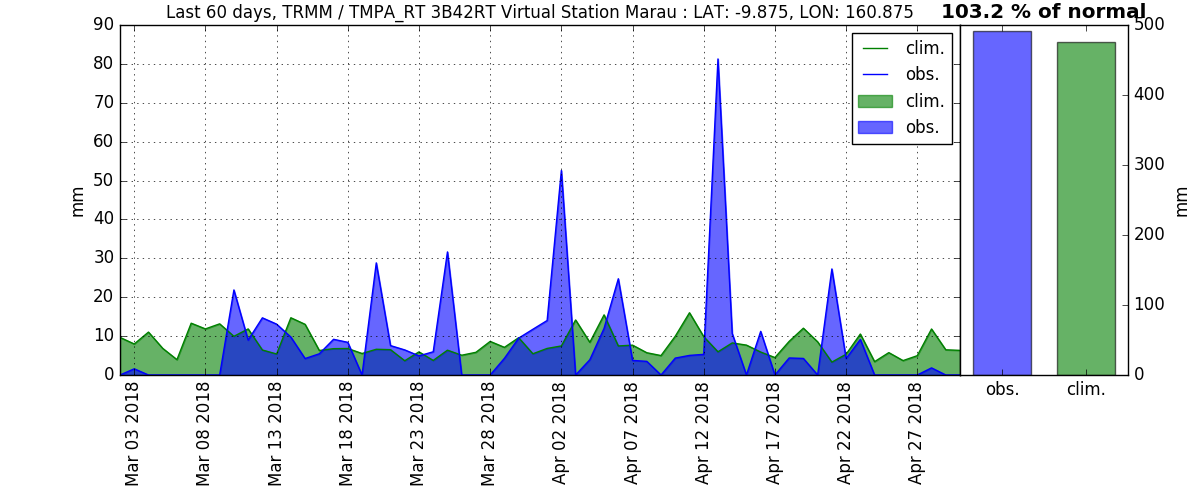 Last 60 days, TRMM / TMPA_RT 3B42RT Virtual Station Marau : LAT: -9.875, LON: 160.875
103.2 % of normal
90
80
70
60
50
40
30
20
10
0
mm
clim.
obs.
clim.
obs.
Mar 03 2018
Mar 08 2018
Mar 13 2018
Mar 18 2018
Mar 23 2018
Mar 28 2018
Apr 02 2018
Apr 07 2018
Apr 12 2018
Apr 17 2018
Apr 22 2018
Apr 27 2018
500
400
300
200
100
0
mm
obs.
clim.